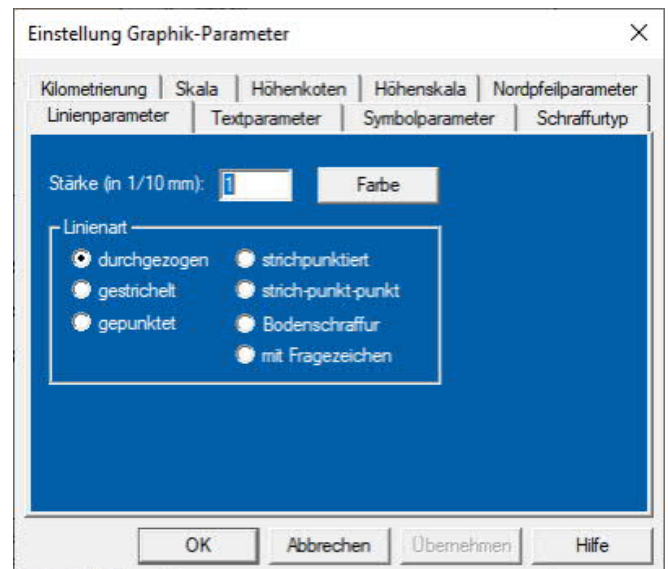 Einstellung Graphik-Parameter
Kilometrierung Skala Höhenkoten Höhenskala Nordpfeilparameter
Linienparameter Textparameter Symbolparameter Schraffurtyp
Stärke (in 1/10 mm): 1 Farbe
Linienart
durchgezogen strichpunktiert
gestrichelt strich-punkt-punkt
gepunktet Bodenschraffur
mit Fragezeichen
OK Abbrechen Übernehmen Hilfe